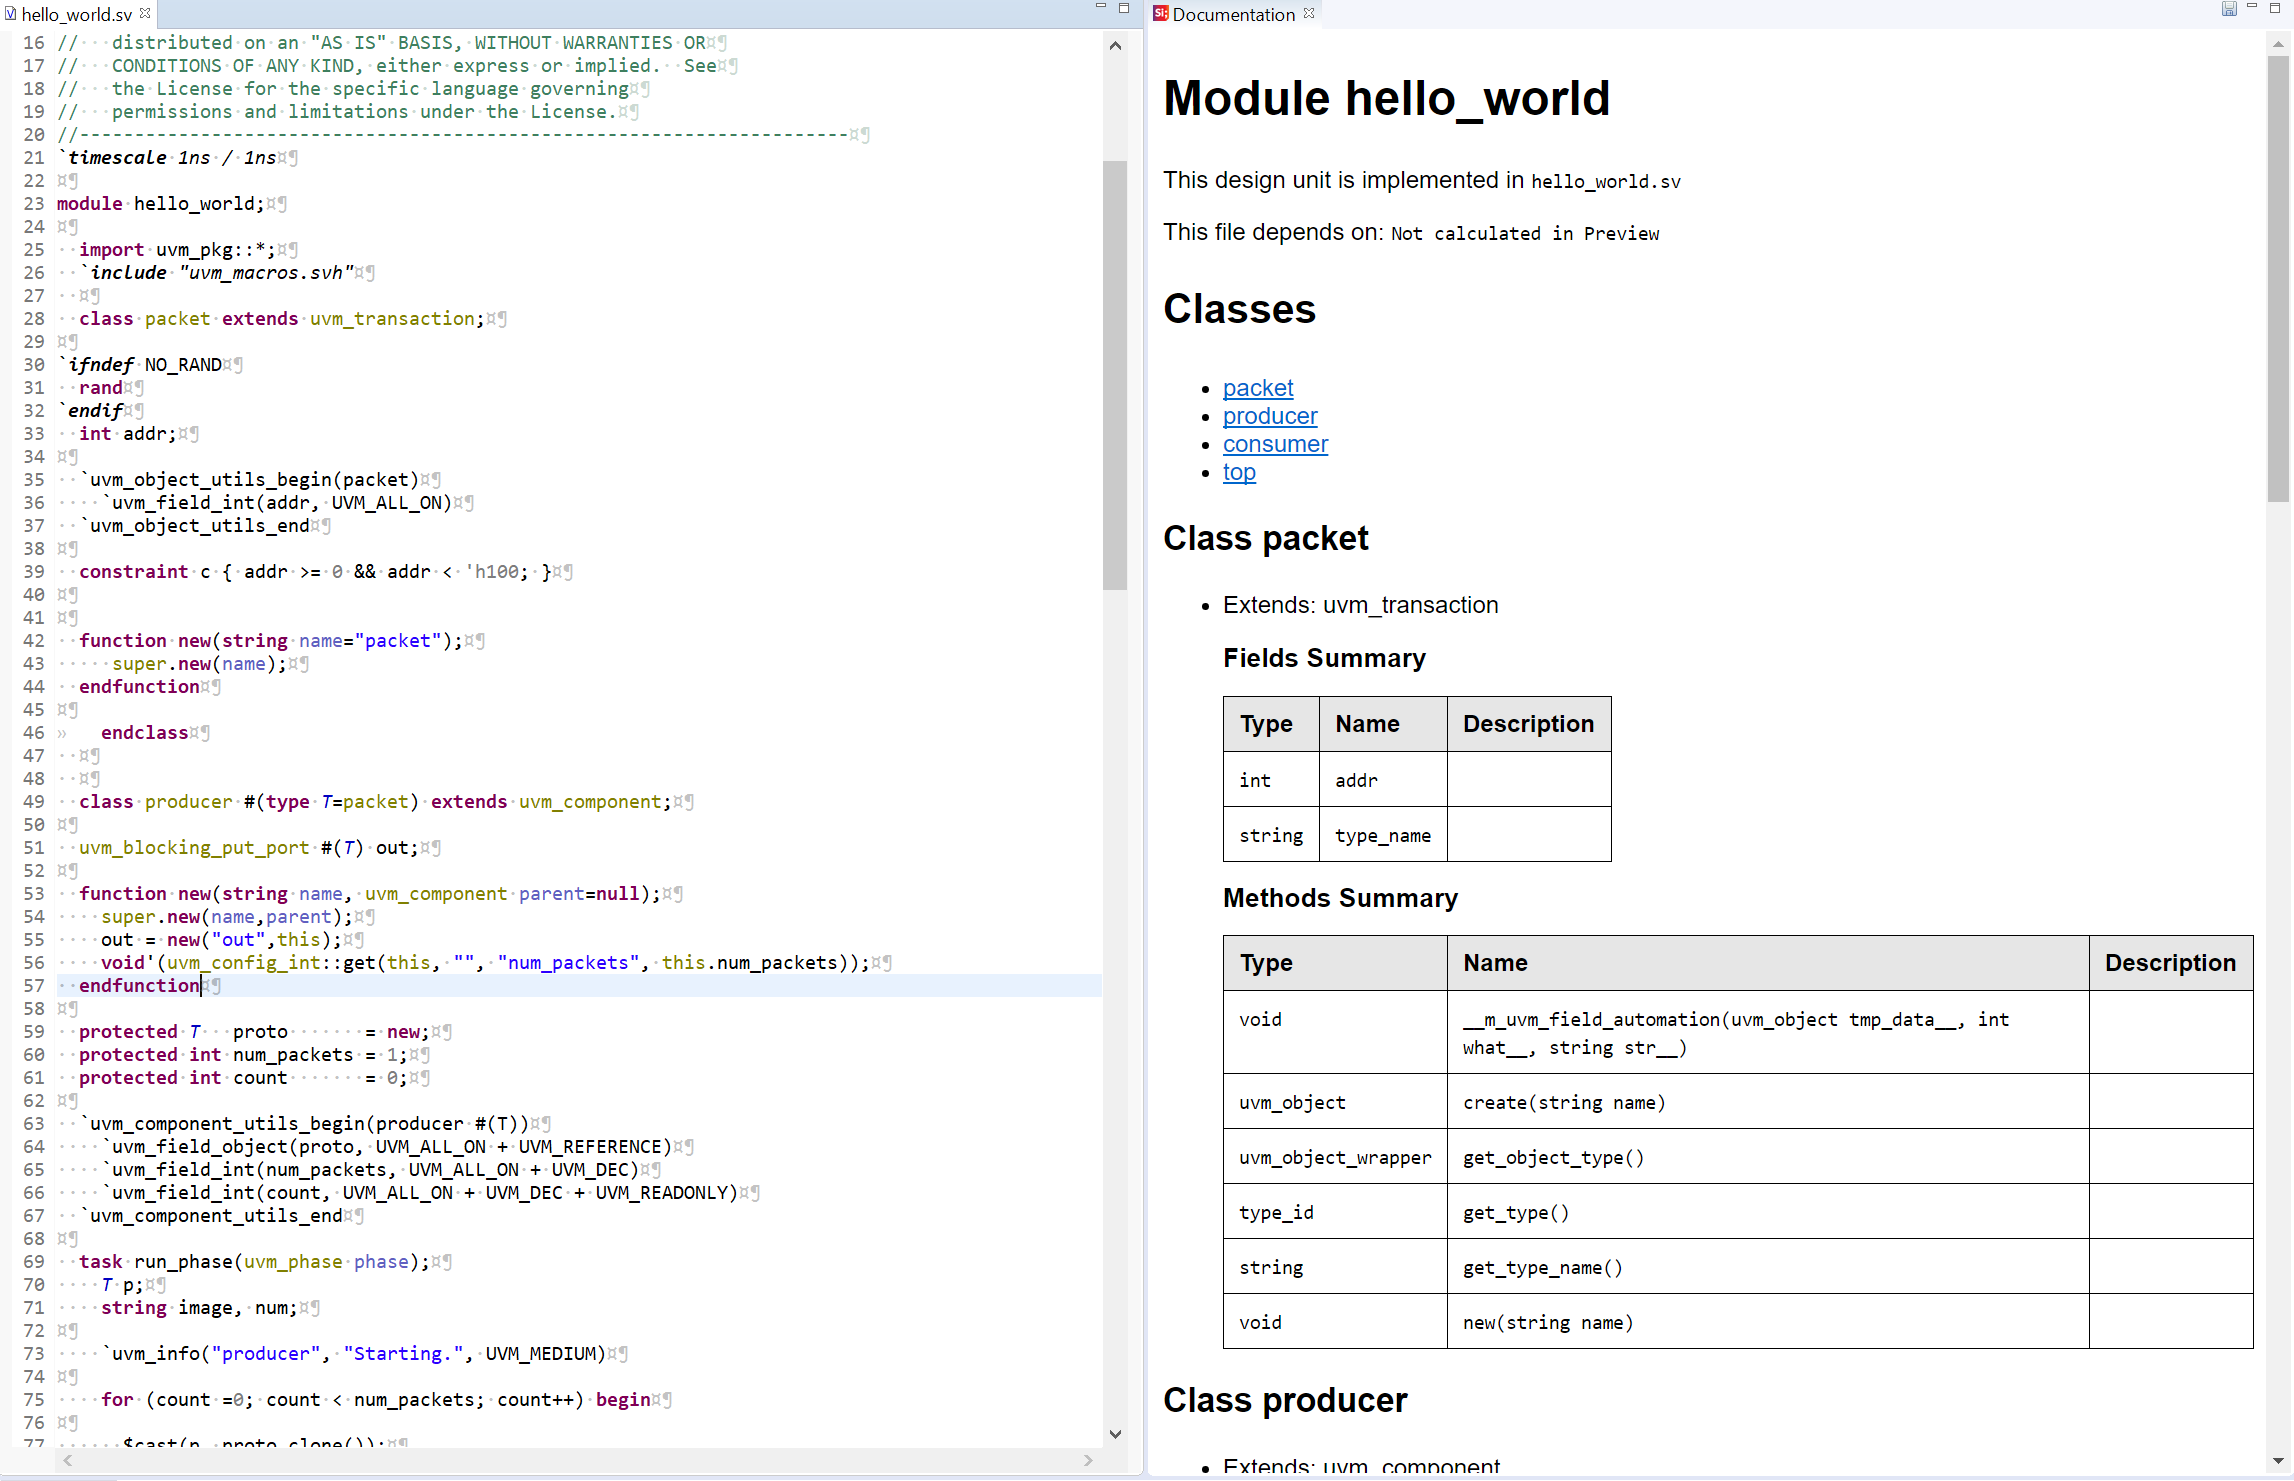 hello_world.sv
16 //   distributed on an "AS IS" BASIS, WITHOUT WARRANTIES OR
17 //   CONDITIONS OF ANY KIND, either express or implied.  See
18 //   the License for the specific language governing
19 //   permissions and limitations under the License.
20 //----------------------------------------------------------------------
21 `timescale 1ns / 1ns
22
23 module hello_world;
24
25   import uvm_pkg::*;
26   `include "uvm_macros.svh"
27
28   class packet extends uvm_transaction;
29
30 `ifndef NO_RAND
31   rand
32 `endif
33   int addr;
34
35   `uvm_object_utils_begin(packet)
36     `uvm_field_int(addr, UVM_ALL_ON)
37   `uvm_object_utils_end
38
39   constraint c { addr >= 0 && addr < 'h100; }
40
41
42   function new(string name="packet");
43      super.new(name);
44   endfunction
45
46 »   endclass
47
48
49   class producer #(type T=packet) extends uvm_component;
50
51   uvm_blocking_put_port #(T) out;
52
53   function new(string name, uvm_component parent=null);
54     super.new(name,parent);
55     out = new("out",this);
56     void'(uvm_config_int::get(this, "", "num_packets", this.num_packets));
57   endfunction
58
59   protected T   proto       = new;
60   protected int num_packets = 1;
61   protected int count       = 0;
62
63   `uvm_component_utils_begin(producer #(T))
64     `uvm_field_object(proto, UVM_ALL_ON + UVM_REFERENCE)
65     `uvm_field_int(num_packets, UVM_ALL_ON + UVM_DEC)
66     `uvm_field_int(count, UVM_ALL_ON + UVM_DEC + UVM_READONLY)
67   `uvm_component_utils_end
68
69   task run_phase(uvm_phase phase);
70     T p;
71     string image, num;
72
73     `uvm_info("producer", "Starting.", UVM_MEDIUM)
74
75     for (count =0; count < num_packets; count++) begin
76
77       $cast(p, proto.clone());
Si: Documentation
Module hello_world
This design unit is implemented in hello_world.sv
This file depends on: Not calculated in Preview
Classes
• packet
• producer
• consumer
• top
Class packet
• Extends: uvm_transaction
Fields Summary
Type Name Description
int addr
string type_name
Methods Summary
Type Name Description
void __m_uvm_field_automation(uvm_object tmp_data__, int
what__, string str__)
uvm_object create(string name)
uvm_object_wrapper get_object_type()
type_id get_type()
string get_type_name()
void new(string name)
Class producer
• Extends: uvm_component